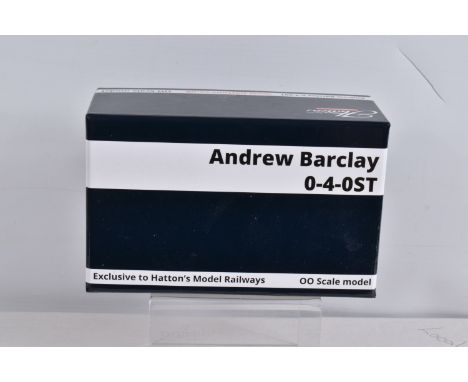 Andrew Barclay
0-4-0ST
Exclusive to Hatton's Model Railways OO Scale model